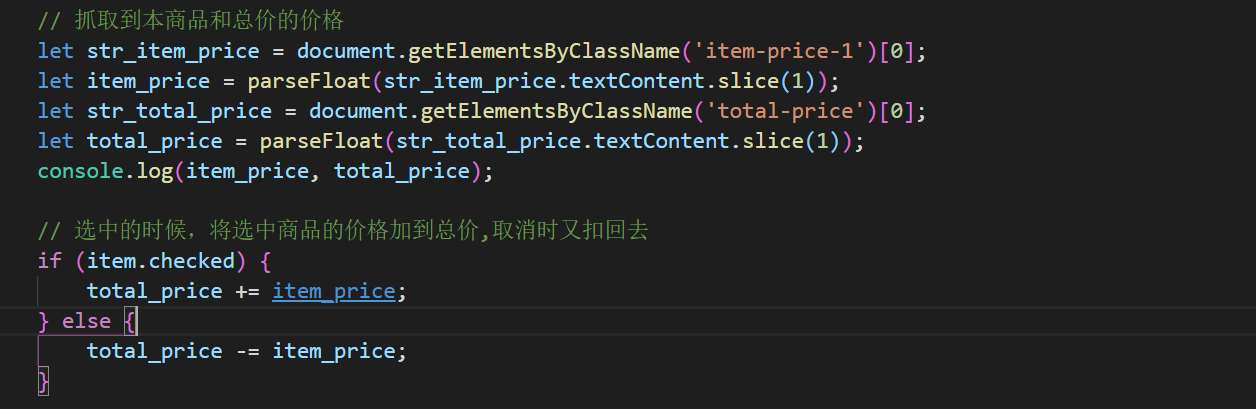 // 抓取到本商品和总价的价格
let str_item_price = document.getElementsByClassName('item-price-1')[0];
let item_price = parseFloat(str_item_price.textContent.slice(1));
let str_total_price = document.getElementsByClassName('total-price')[0];
let total_price = parseFloat(str_total_price.textContent.slice(1));
console.log(item_price, total_price);
// 选中的时候，将选中商品的价格加到总价,取消时又扣回去
if (item.checked) {
total_price += item_price;
} else {
total_price -= item_price;
}